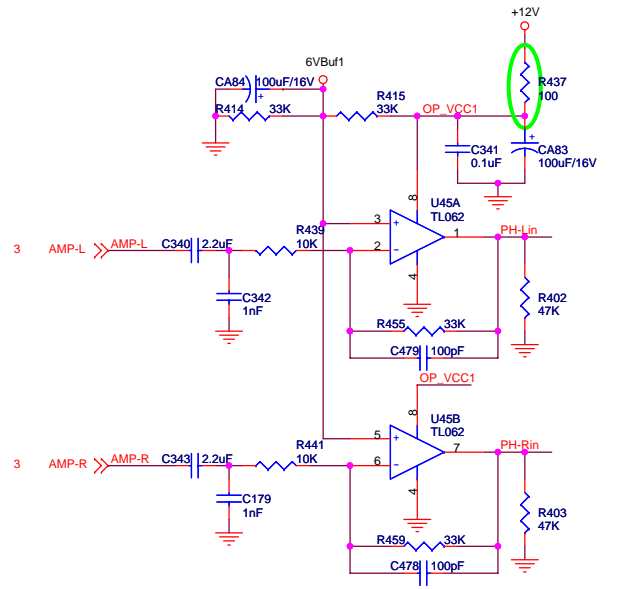 +12V
6VBuf1
CA84 100uF/16V
R437
100
R415
33K
R414 33K
OP_VCC1
C341
0.1uF
CA83
100uF/16V
8
U45A
TL062
3
+
R439
10K
1
PH-Lin
3 AMP-L AMP-L C340 2.2uF
2
-
4
C342
1nF
R402
47K
R455 33K
C479 100pF
OP_VCC1
8
U45B
TL062
5
+
R441
10K
7
PH-Rin
3 AMP-R AMP-R C343 2.2uF
6
-
4
C179
1nF
R403
47K
R459 33K
C478 100pF